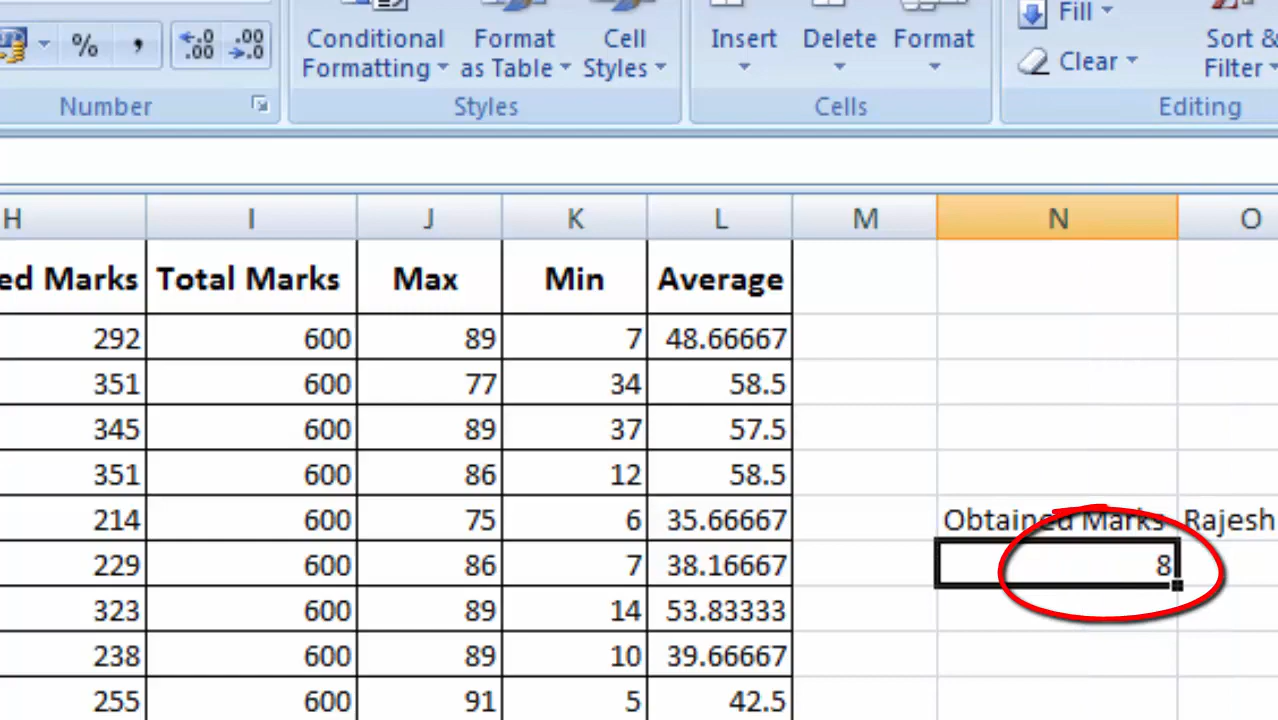 Fill
% , .0 .00 .00 .0
Conditional Formatting
Format as Table
Cell Styles
Insert
Delete
Format
Clear
Sort & Filter
Number
Styles
Cells
Editing
H I J K L M N O
ed Marks Total Marks Max Min Average
292 600 89 7 48.66667
351 600 77 34 58.5
345 600 89 37 57.5
351 600 86 12 58.5
214 600 75 6 35.66667 Obtained Marks Rajesh
229 600 86 7 38.16667 8
323 600 89 14 53.83333
238 600 89 10 39.66667
255 600 91 5 42.5